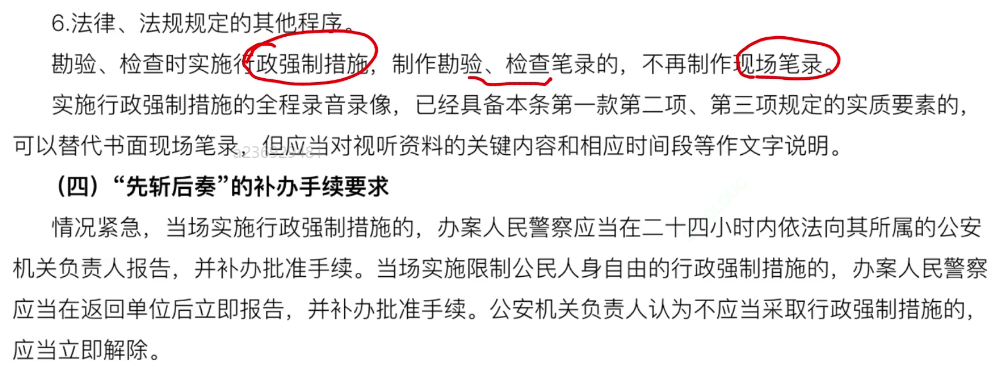 6.法律、法规规定的其他程序。
勘验、检查时实施行政强制措施，制作勘验、检查笔录的，不再制作现场笔录。
实施行政强制措施的全程录音录像，已经具备本条第一款第二项、第三项规定的实质要素的，
可以替代书面现场笔录，但应当对视听资料的关键内容和相应时间段等作文字说明。
（四）“先斩后奏”的补办手续要求
情况紧急，当场实施行政强制措施的，办案人民警察应当在二十四小时内依法向其所属的公安
机关负责人报告，并补办批准手续。当场实施限制公民人身自由的行政强制措施的，办案人民警察
应当在返回单位后立即报告，并补办批准手续。公安机关负责人认为不应当采取行政强制措施的，
应当立即解除。